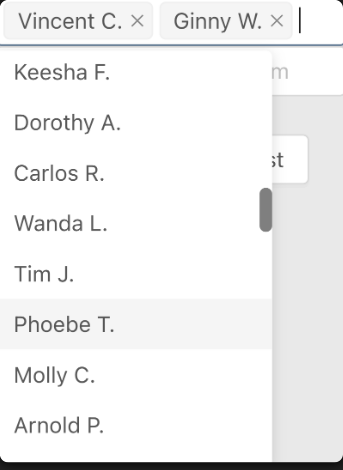 Vincent C. × Ginny W. ×
Keesha F.
m
Dorothy A.
Carlos R.
st
Wanda L.
Tim J.
Phoebe T.
Molly C.
Arnold P.